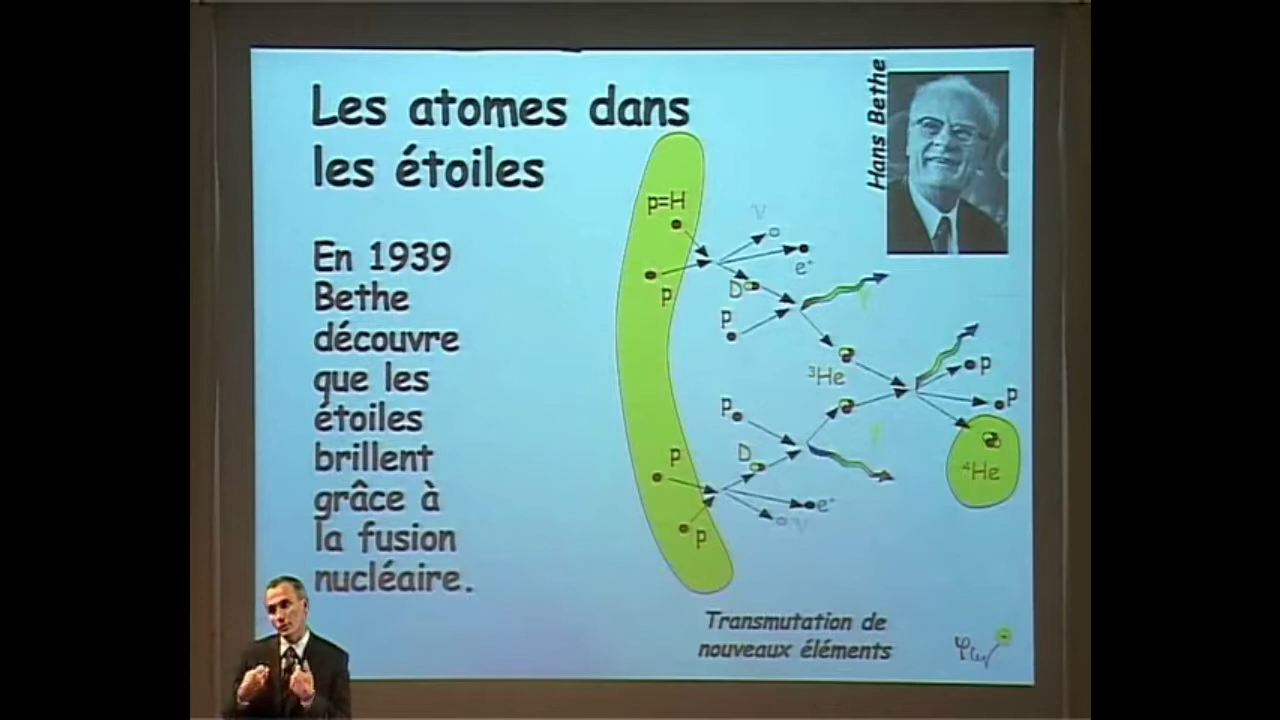 Les atomes dans
les étoiles
Hans Bethe
En 1939
Bethe
découvre
que les
étoiles
brillent
grâce à
la fusion
nucléaire.
p=H
p
ν
e⁺
D
p
γ
³He
p
p
⁴He
p
D
γ
p
p
e⁺
ν
Transmutation de
nouveaux éléments